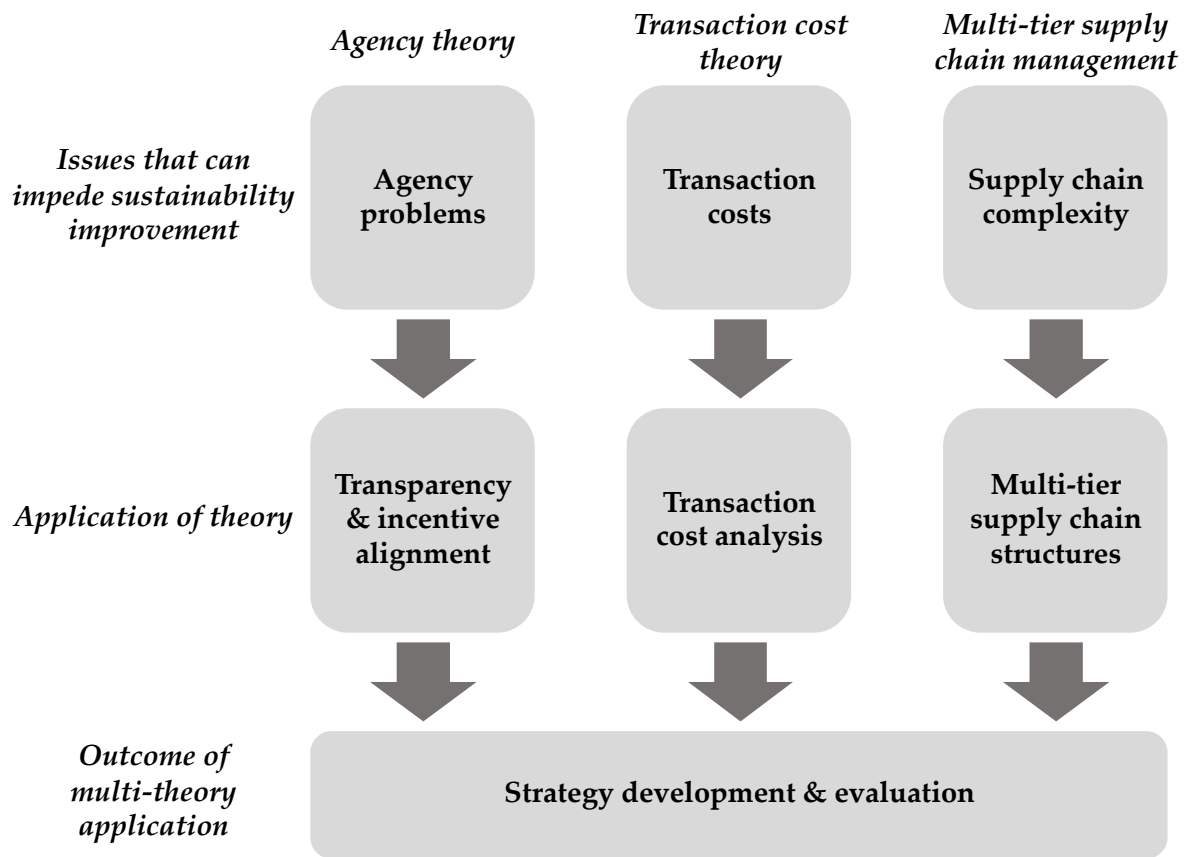 Agency theory
Transaction cost
theory
Multi-tier supply
chain management
Issues that can
impede sustainability
improvement
Agency
problems
Transaction
costs
Supply chain
complexity
Application of theory
Transparency
& incentive
alignment
Transaction
cost analysis
Multi-tier
supply chain
structures
Outcome of
multi-theory
application
Strategy development & evaluation